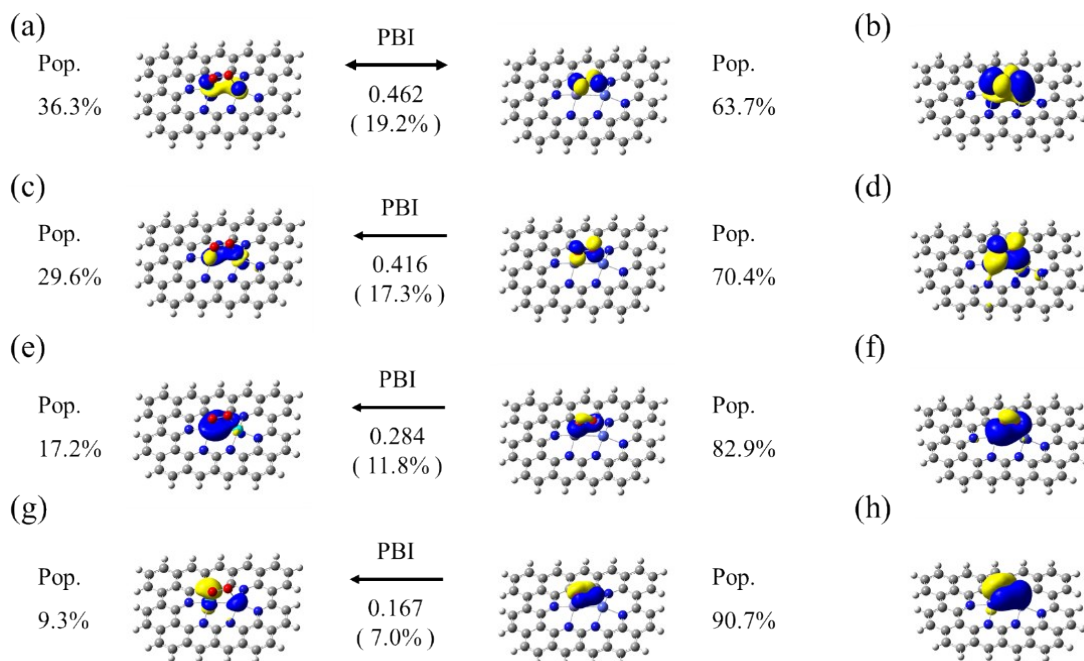 (a) PBI (b)
Pop. Pop.
36.3% 0.462 63.7%
( 19.2% )
(c) PBI (d)
Pop. Pop.
29.6% 0.416 70.4%
( 17.3% )
(e) PBI (f)
Pop. Pop.
17.2% 0.284 82.9%
( 11.8% )
(g) PBI (h)
Pop. Pop.
9.3% 0.167 90.7%
( 7.0% )